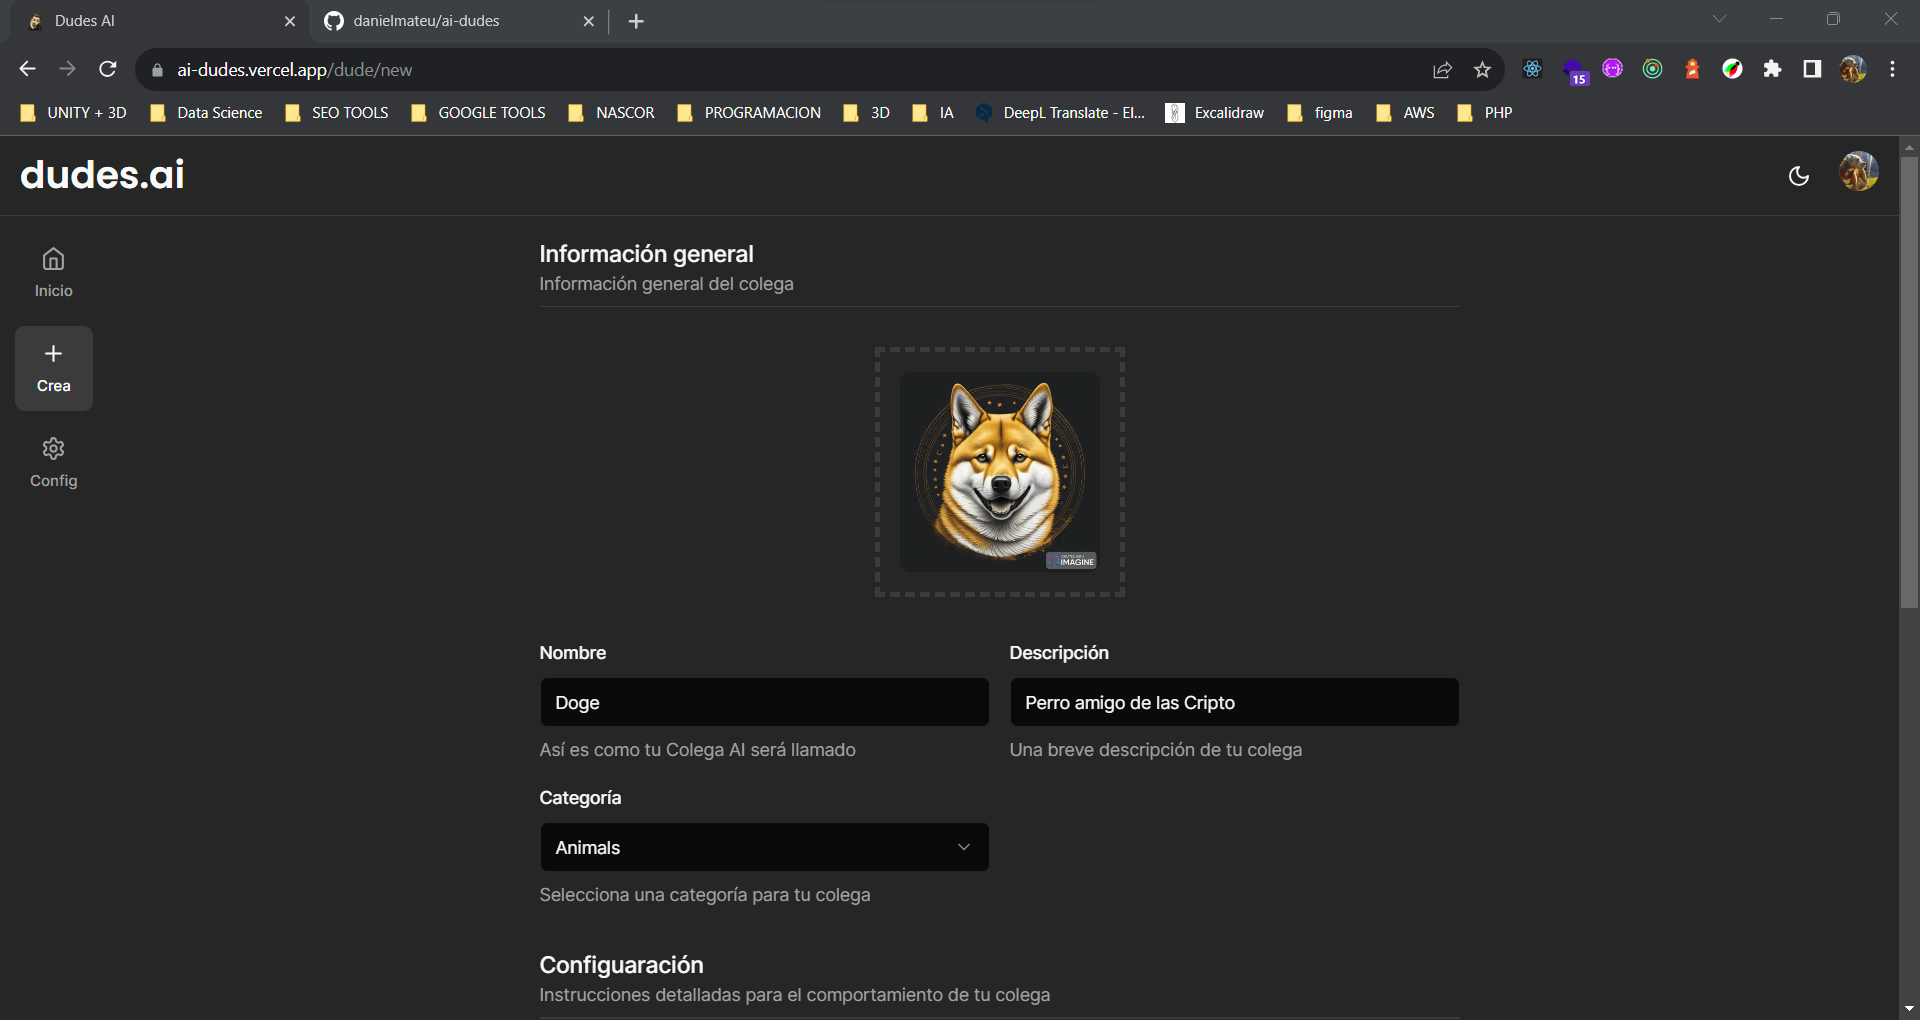 Dudes AI
danielmateu/ai-dudes
ai-dudes.vercel.app/dude/new
15
UNITY + 3D
Data Science
SEO TOOLS
GOOGLE TOOLS
NASCOR
PROGRAMACION
3D
IA
DeepL Translate - El...
Excalidraw
figma
AWS
PHP
dudes.ai
Inicio
Crea
Config
Información general
Información general del colega
IMAGINE
Nombre
Descripción
Doge
Perro amigo de las Cripto
Así es como tu Colega AI será llamado
Una breve descripción de tu colega
Categoría
Animals
Selecciona una categoría para tu colega
Configuaración
Instrucciones detalladas para el comportamiento de tu colega